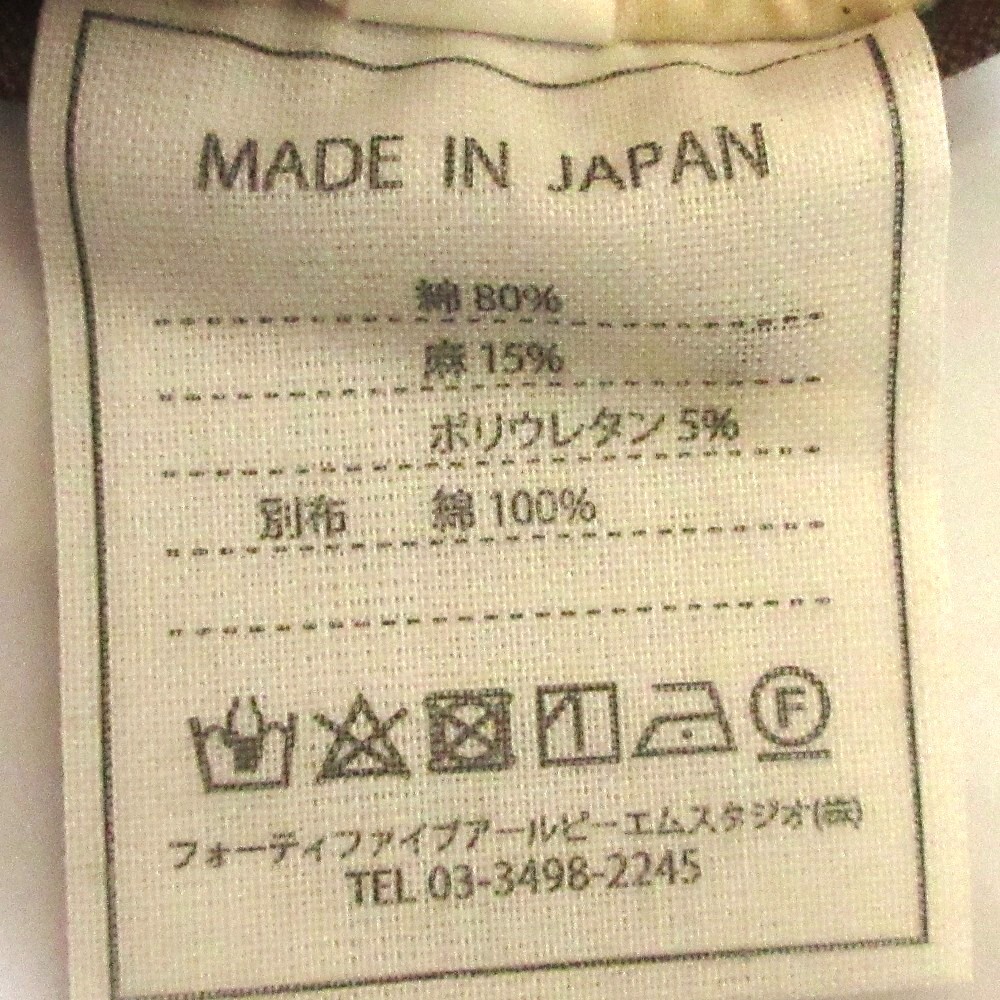 MADE IN JAPAN
綿 80%
麻 15%
ポリウレタン 5%
別布 綿 100%
F
フォーティファイブアールピーエムスタジオ(株)
TEL 03-3498-2245